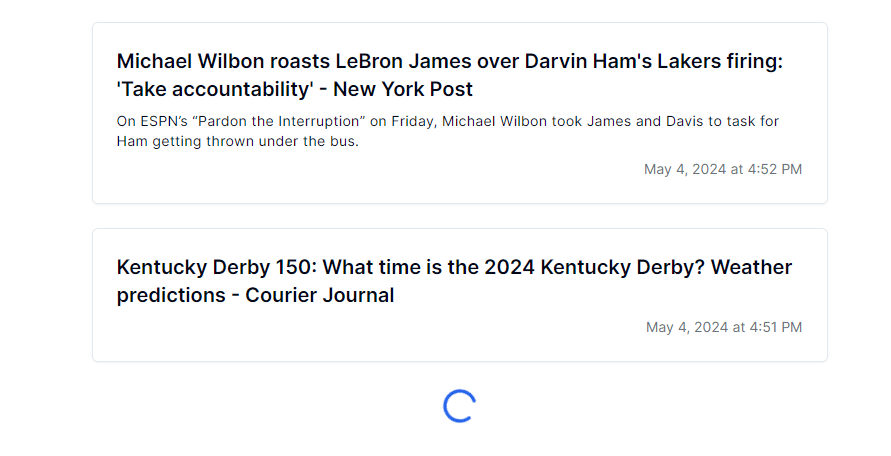 Michael Wilbon roasts LeBron James over Darvin Ham's Lakers firing:
'Take accountability' - New York Post
On ESPN’s “Pardon the Interruption” on Friday, Michael Wilbon took James and Davis to task for
Ham getting thrown under the bus.
May 4, 2024 at 4:52 PM
Kentucky Derby 150: What time is the 2024 Kentucky Derby? Weather
predictions - Courier Journal
May 4, 2024 at 4:51 PM